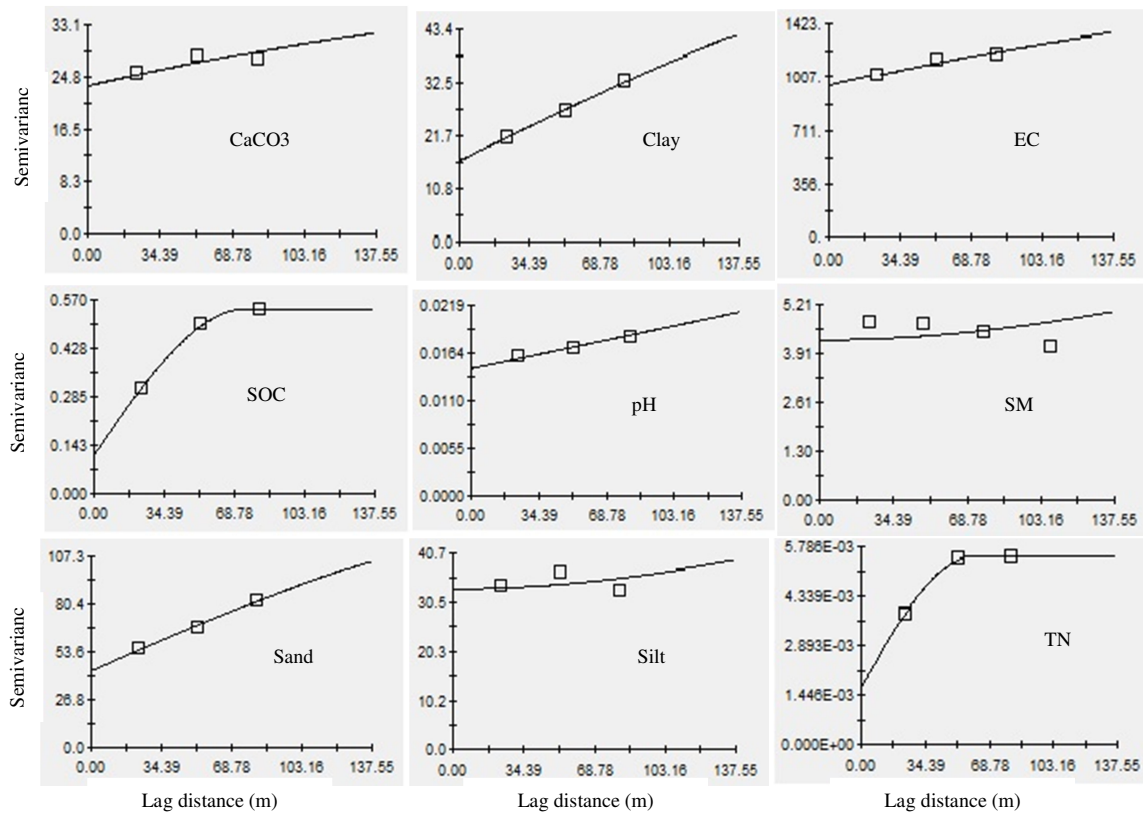 33.1
24.8
16.5
8.3
0.0
0.00 34.39 68.78 103.16 137.55
CaCO3
Semivarianc
43.4
32.5
21.7
10.8
0.0
0.00 34.39 68.78 103.16 137.55
Clay
1423.
1007.
711.
356.
0.
0.00 34.39 68.78 103.16 137.55
EC
0.570
0.428
0.285
0.143
0.000
0.00 34.39 68.78 103.16 137.55
SOC
Semivarianc
0.0219
0.0164
0.0110
0.0055
0.0000
0.00 34.39 68.78 103.16 137.55
pH
5.21
3.91
2.61
1.30
0.00
0.00 34.39 68.78 103.16 137.55
SM
107.3
80.4
53.6
26.8
0.0
0.00 34.39 68.78 103.16 137.55
Sand
Semivarianc
Lag distance (m)
40.7
30.5
20.3
10.2
0.0
0.00 34.39 68.78 103.16 137.55
Silt
Lag distance (m)
5.786E-03
4.339E-03
2.893E-03
1.446E-03
0.000E+00
0.00 34.39 68.78 103.16 137.55
TN
Lag distance (m)